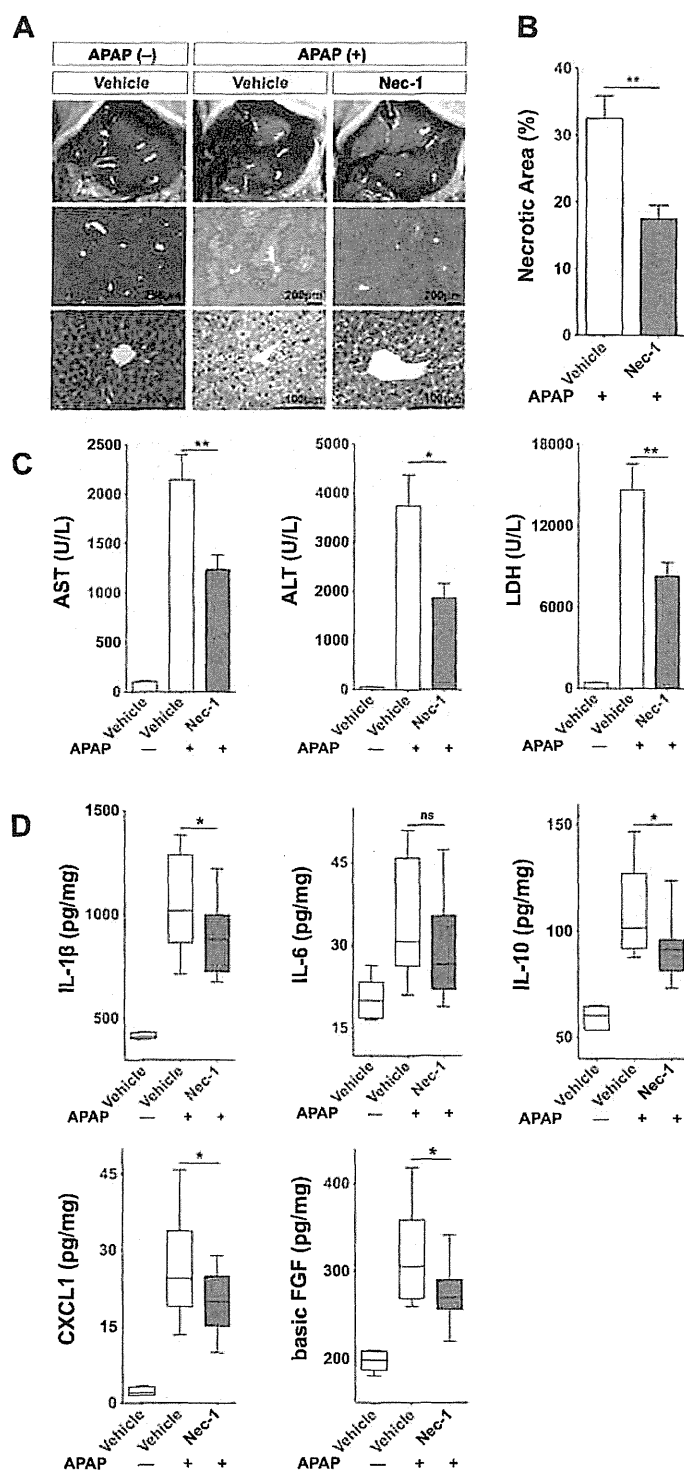 A
APAP (–) APAP (+)
Vehicle Vehicle Nec-1
200μm 200μm
100μm 100μm 100μm
B
Necrotic Area (%)
40
30
20
10
0
**
Vehicle Nec-1
APAP + +
C
AST (U/L)
2500
2000
1500
1000
500
0
**
Vehicle Vehicle Nec-1
APAP — + +
ALT (U/L)
5000
4000
3000
2000
1000
0
*
Vehicle Vehicle Nec-1
APAP — + +
LDH (U/L)
18000
12000
6000
0
**
Vehicle Vehicle Nec-1
APAP — + +
D
IL-1β (pg/mg)
1500
1000
500
*
Vehicle Vehicle Nec-1
APAP — + +
IL-6 (pg/mg)
45
30
15
ns
Vehicle Vehicle Nec-1
APAP — + +
IL-10 (pg/mg)
150
100
50
*
Vehicle Vehicle Nec-1
APAP — + +
CXCL1 (pg/mg)
45
30
15
0
*
Vehicle Vehicle Nec-1
APAP — + +
basic FGF (pg/mg)
400
300
200
*
Vehicle Vehicle Nec-1
APAP — + +